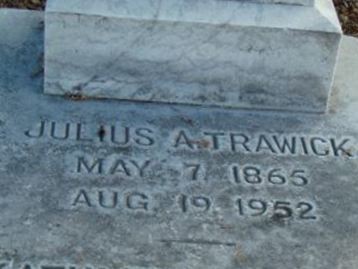 JULIUS A. TRAWICK
MAY 7, 1865
AUG. 19, 1952